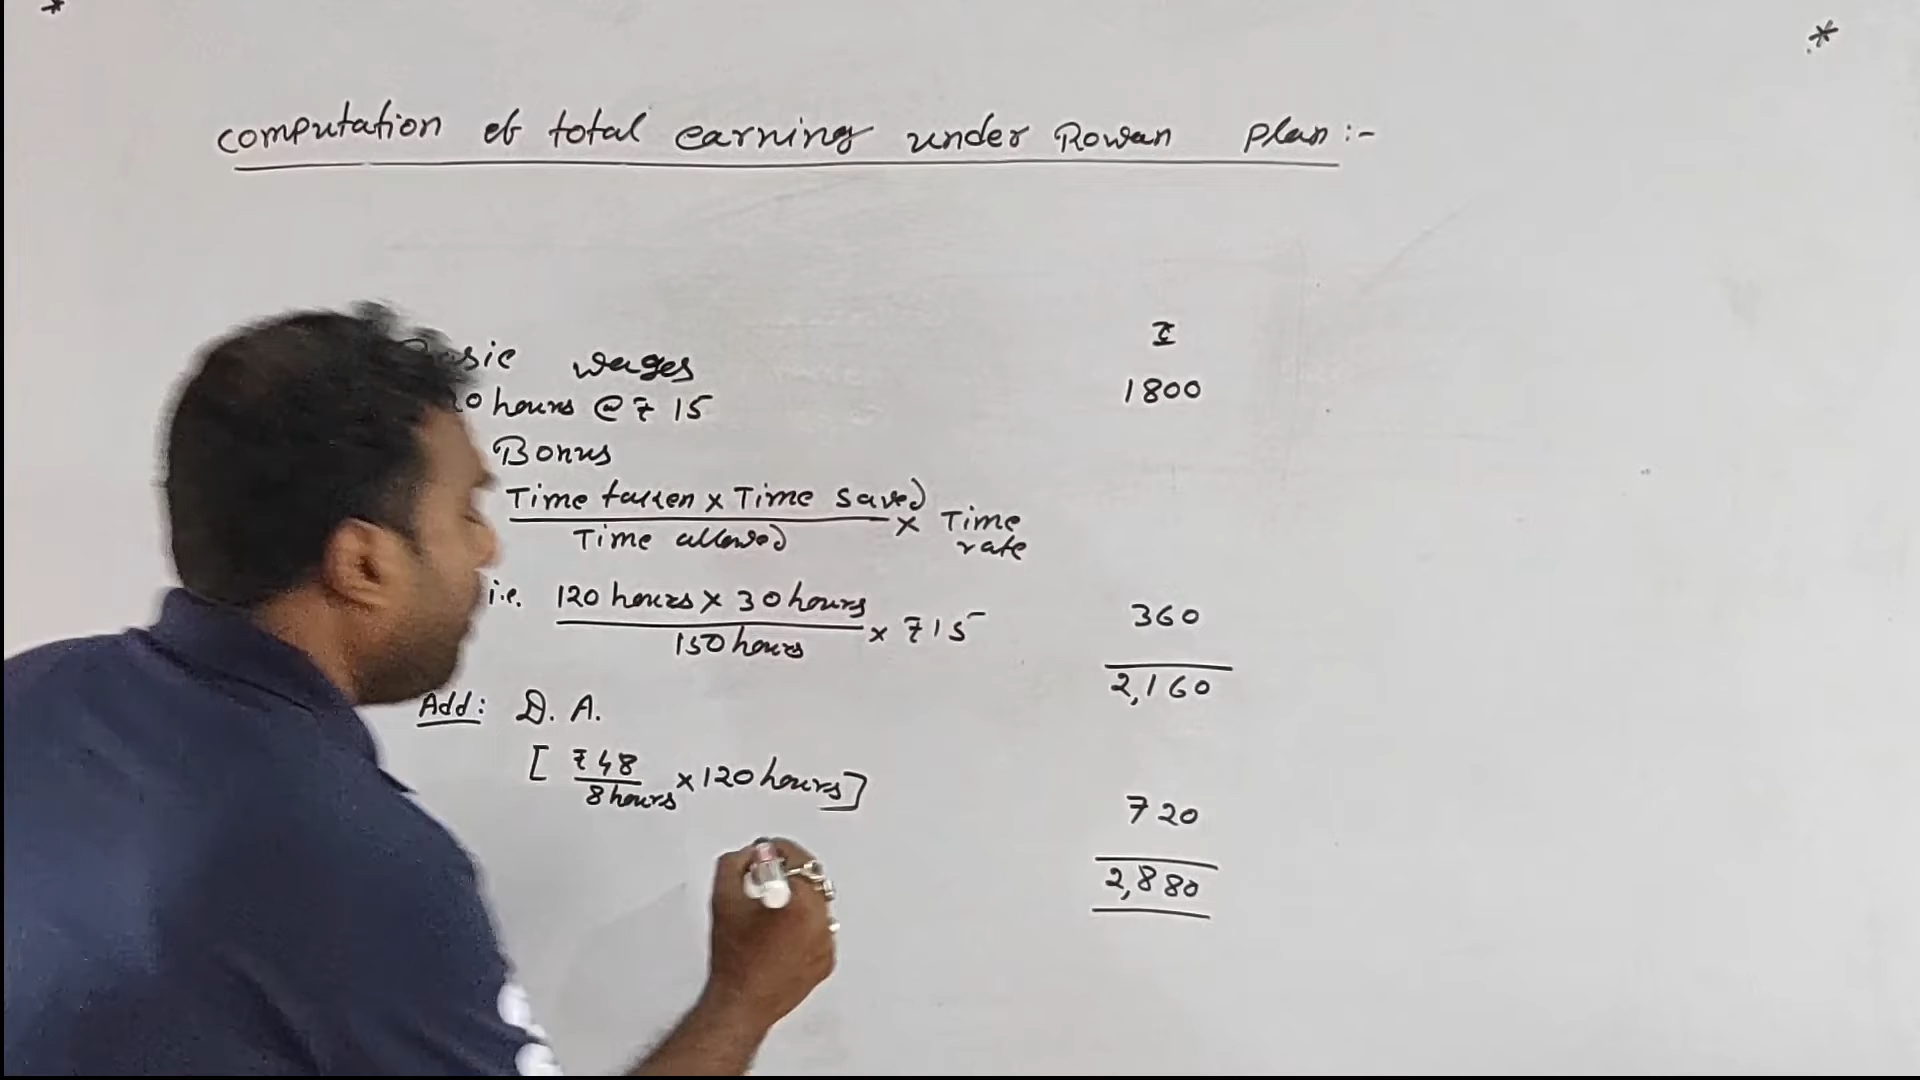 *
*
computation of total earning under Rowan plan:-
₹
wages
hours @ ₹ 15 1800
Bonus
Time taken x Time saved
Time allowed x Time rate
i.e. 120 hours x 30 hours
150 hours x ₹15 360
2,160
Add: D. A.
[ ₹48
8 hours x 120 hours] 720
2,880